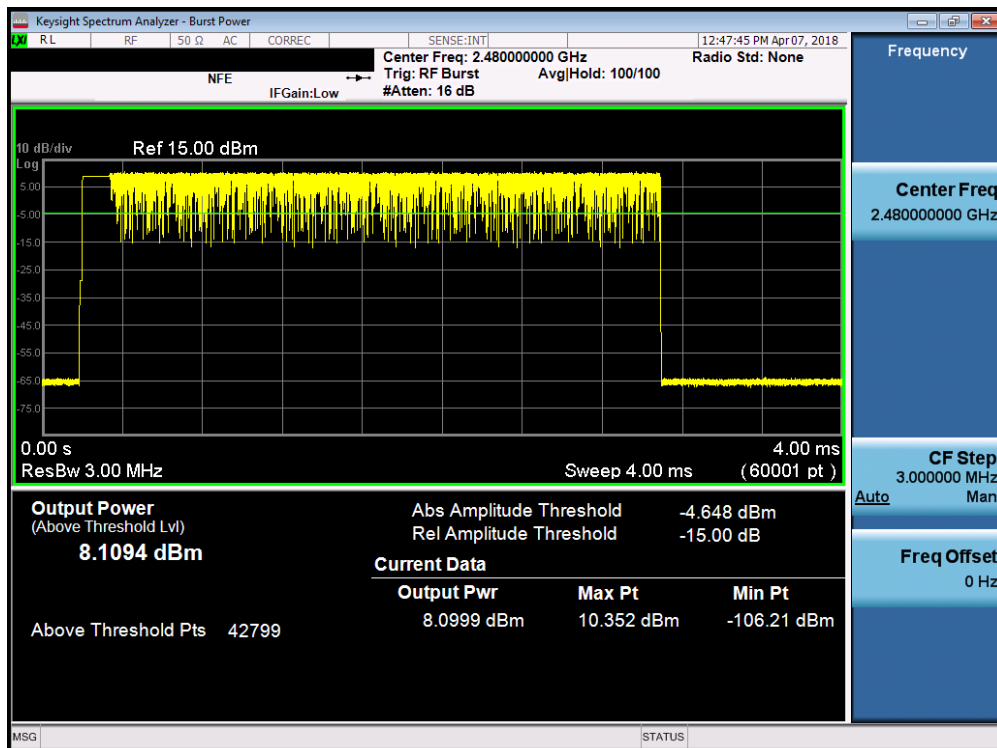 Keysight Spectrum Analyzer - Burst Power
LXI RL RF 50 Ω AC CORREC SENSE:INT 12:47:45 PM Apr 07, 2018
Center Freq: 2.480000000 GHz Radio Std: None
NFE Trig: RF Burst Avg|Hold: 100/100
IFGain:Low #Atten: 16 dB
10 dB/div Ref 15.00 dBm
Log
5.00
-5.00
-15.0
-25.0
-35.0
-45.0
-55.0
-65.0
-75.0
0.00 s 4.00 ms
ResBw 3.00 MHz Sweep 4.00 ms (60001 pt)
Output Power
(Above Threshold Lvl)
8.1094 dBm
Above Threshold Pts 42799
Abs Amplitude Threshold -4.648 dBm
Rel Amplitude Threshold -15.00 dB
Current Data
Output Pwr Max Pt Min Pt
8.0999 dBm 10.352 dBm -106.21 dBm
Frequency
Center Freq
2.480000000 GHz
CF Step
3.000000 MHz
Auto Man
Freq Offset
0 Hz
MSG STATUS